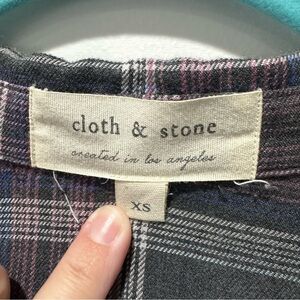 cloth & stone
created in los angeles
XS